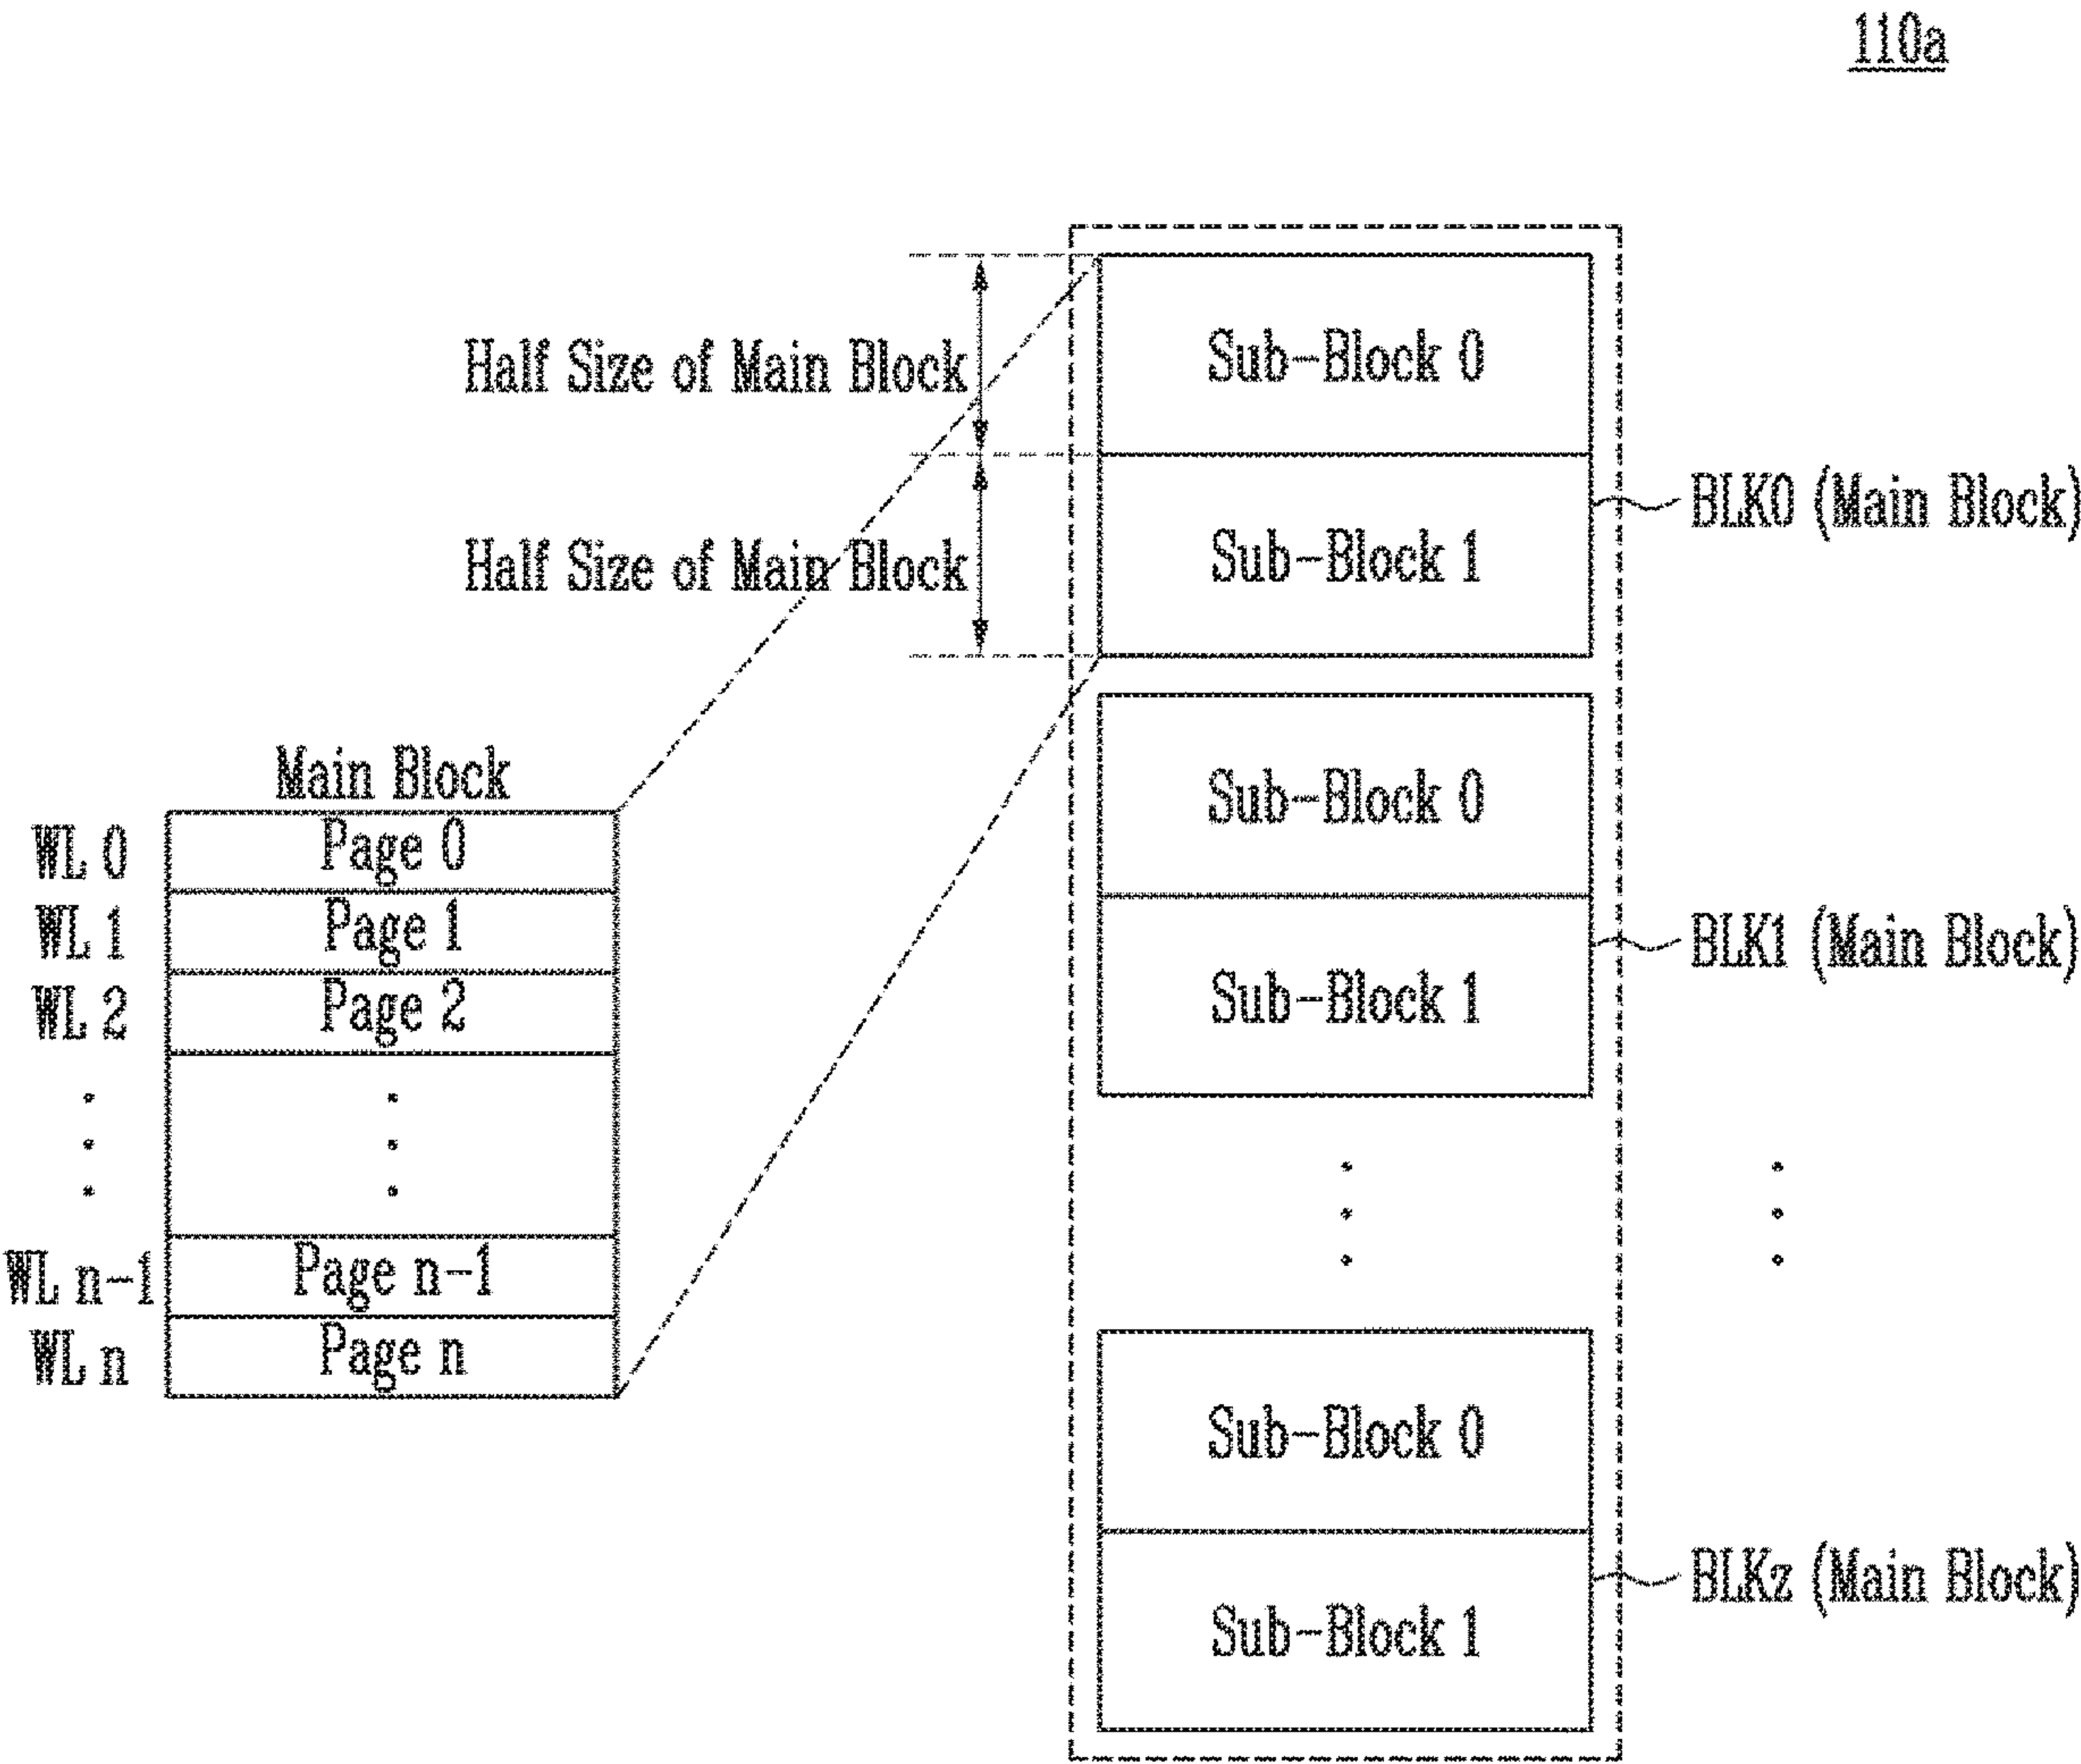 110a
Half Size of Main Block
Half Size of Main Block
Sub-Block 0
Sub-Block 1
BLK0 (Main Block)
Sub-Block 0
Sub-Block 1
BLK1 (Main Block)
Main Block
WL 0 Page 0
WL 1 Page 1
WL 2 Page 2
WL n-1 Page n-1
WL n Page n
Sub-Block 0
Sub-Block 1
BLKz (Main Block)